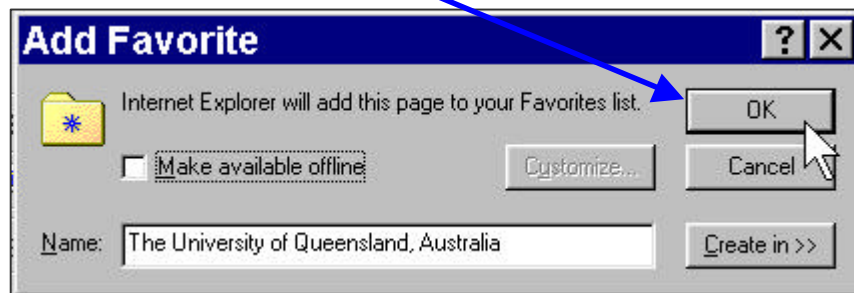 Add Favorite
Internet Explorer will add this page to your Favorites list.
OK
Make available offline
Customize...
Cancel
Name:
The University of Queensland, Australia
Create in >>